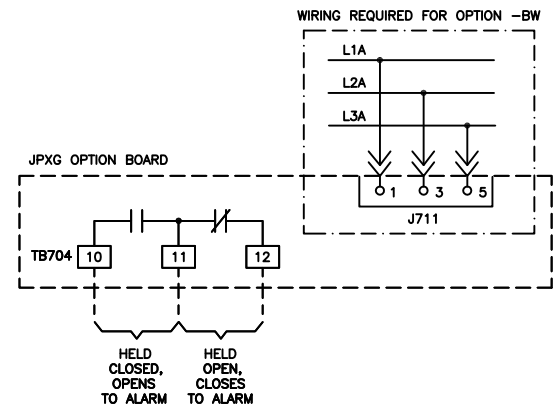 WIRING REQUIRED FOR OPTION -BW
L1A
L2A
L3A
JPXG OPTION BOARD
1 3 5
J711
TB704 10 11 12
HELD CLOSED, OPENS TO ALARM
HELD OPEN, CLOSES TO ALARM